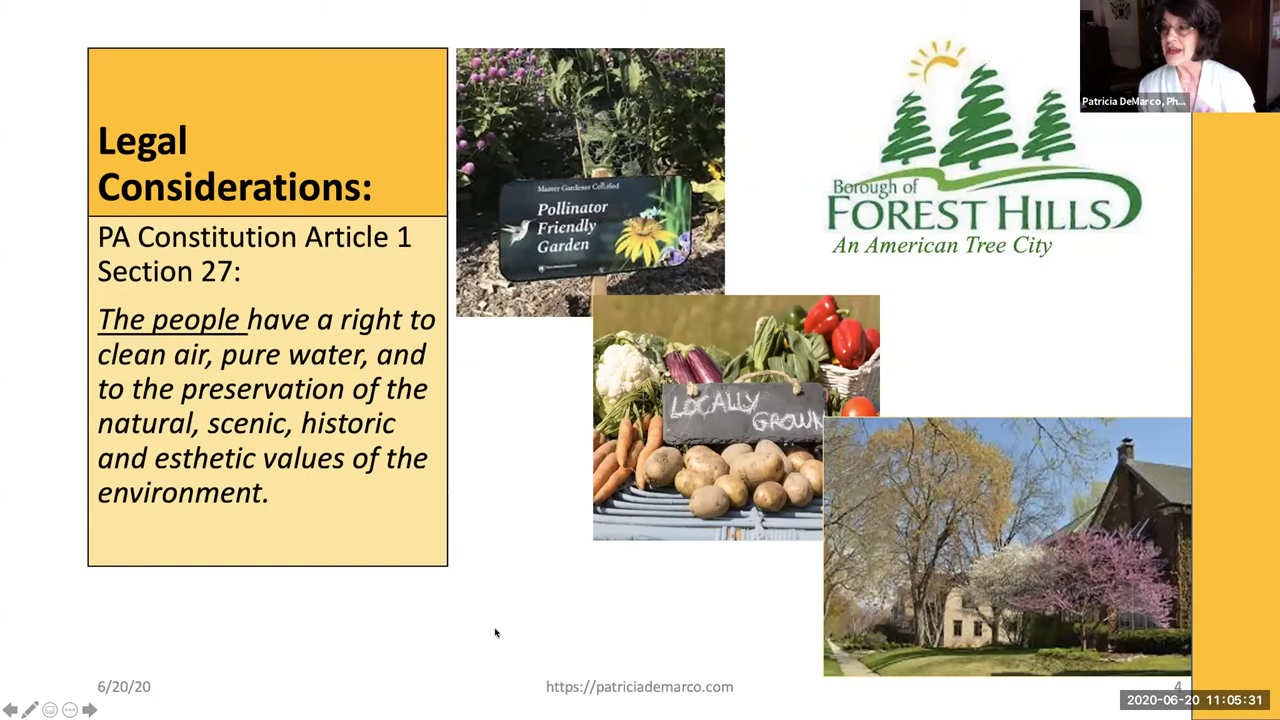 Legal
Considerations:
PA Constitution Article 1
Section 27:
The people have a right to
clean air, pure water, and
to the preservation of the
natural, scenic, historic
and esthetic values of the
environment.
Master Gardener Certified
Pollinator
Friendly
Garden
LOCALLY
GROWN
Borough of
FOREST HILLS
An American Tree City
Patricia DeMarco, Ph...
6/20/20
https://patriciademarco.com
4
2020-06-20 11:05:31